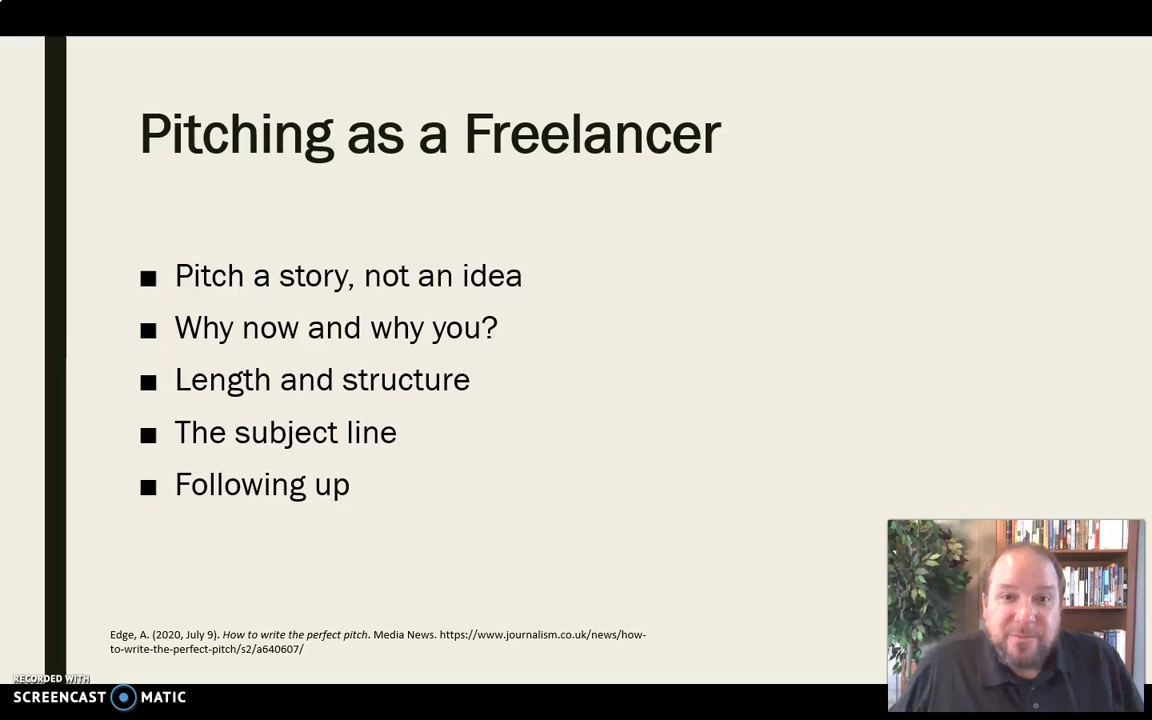 Pitching as a Freelancer
■ Pitch a story, not an idea
■ Why now and why you?
■ Length and structure
■ The subject line
■ Following up
Edge, A. (2020, July 9). How to write the perfect pitch. Media News. https://www.journalism.co.uk/news/how-
to-write-the-perfect-pitch/s2/a640607/
RECORDED WITH
SCREENCAST MATIC